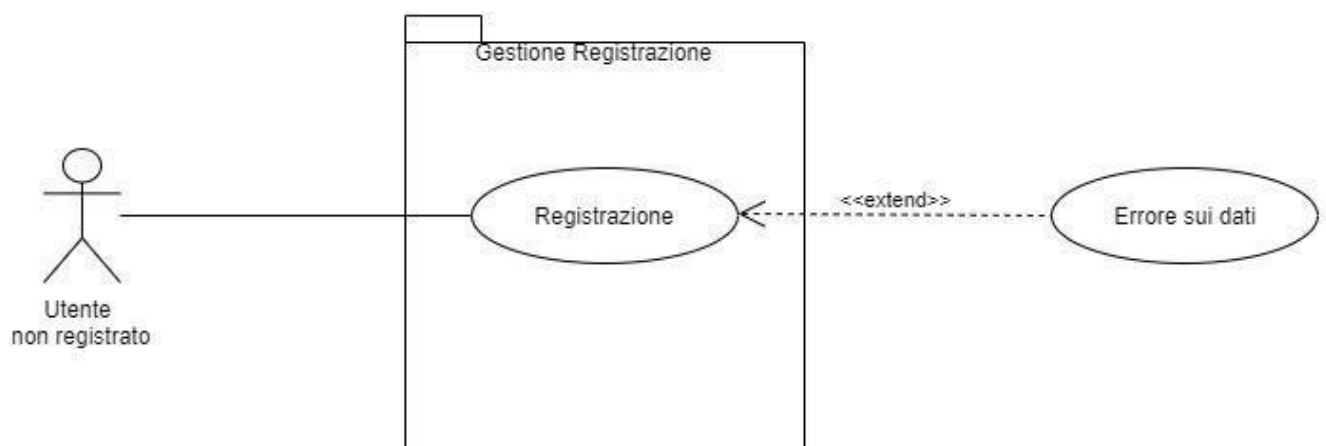 Gestione Registrazione
Registrazione
<<extend>>
Errore sui dati
Utente
non registrato